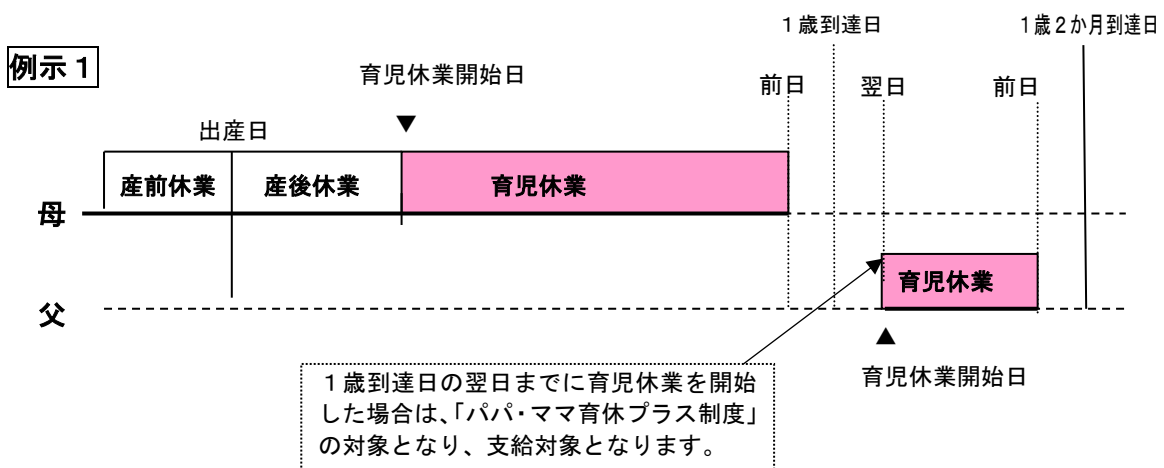 1歳到達日
1歳2か月到達日
例示1
育児休業開始日
前日
翌日
前日
出産日
▼
産前休業
産後休業
育児休業
母
育児休業
父
▲
育児休業開始日
1歳到達日の翌日までに育児休業を開始
した場合は、「パパ・ママ育休プラス制度」
の対象となり、支給対象となります。